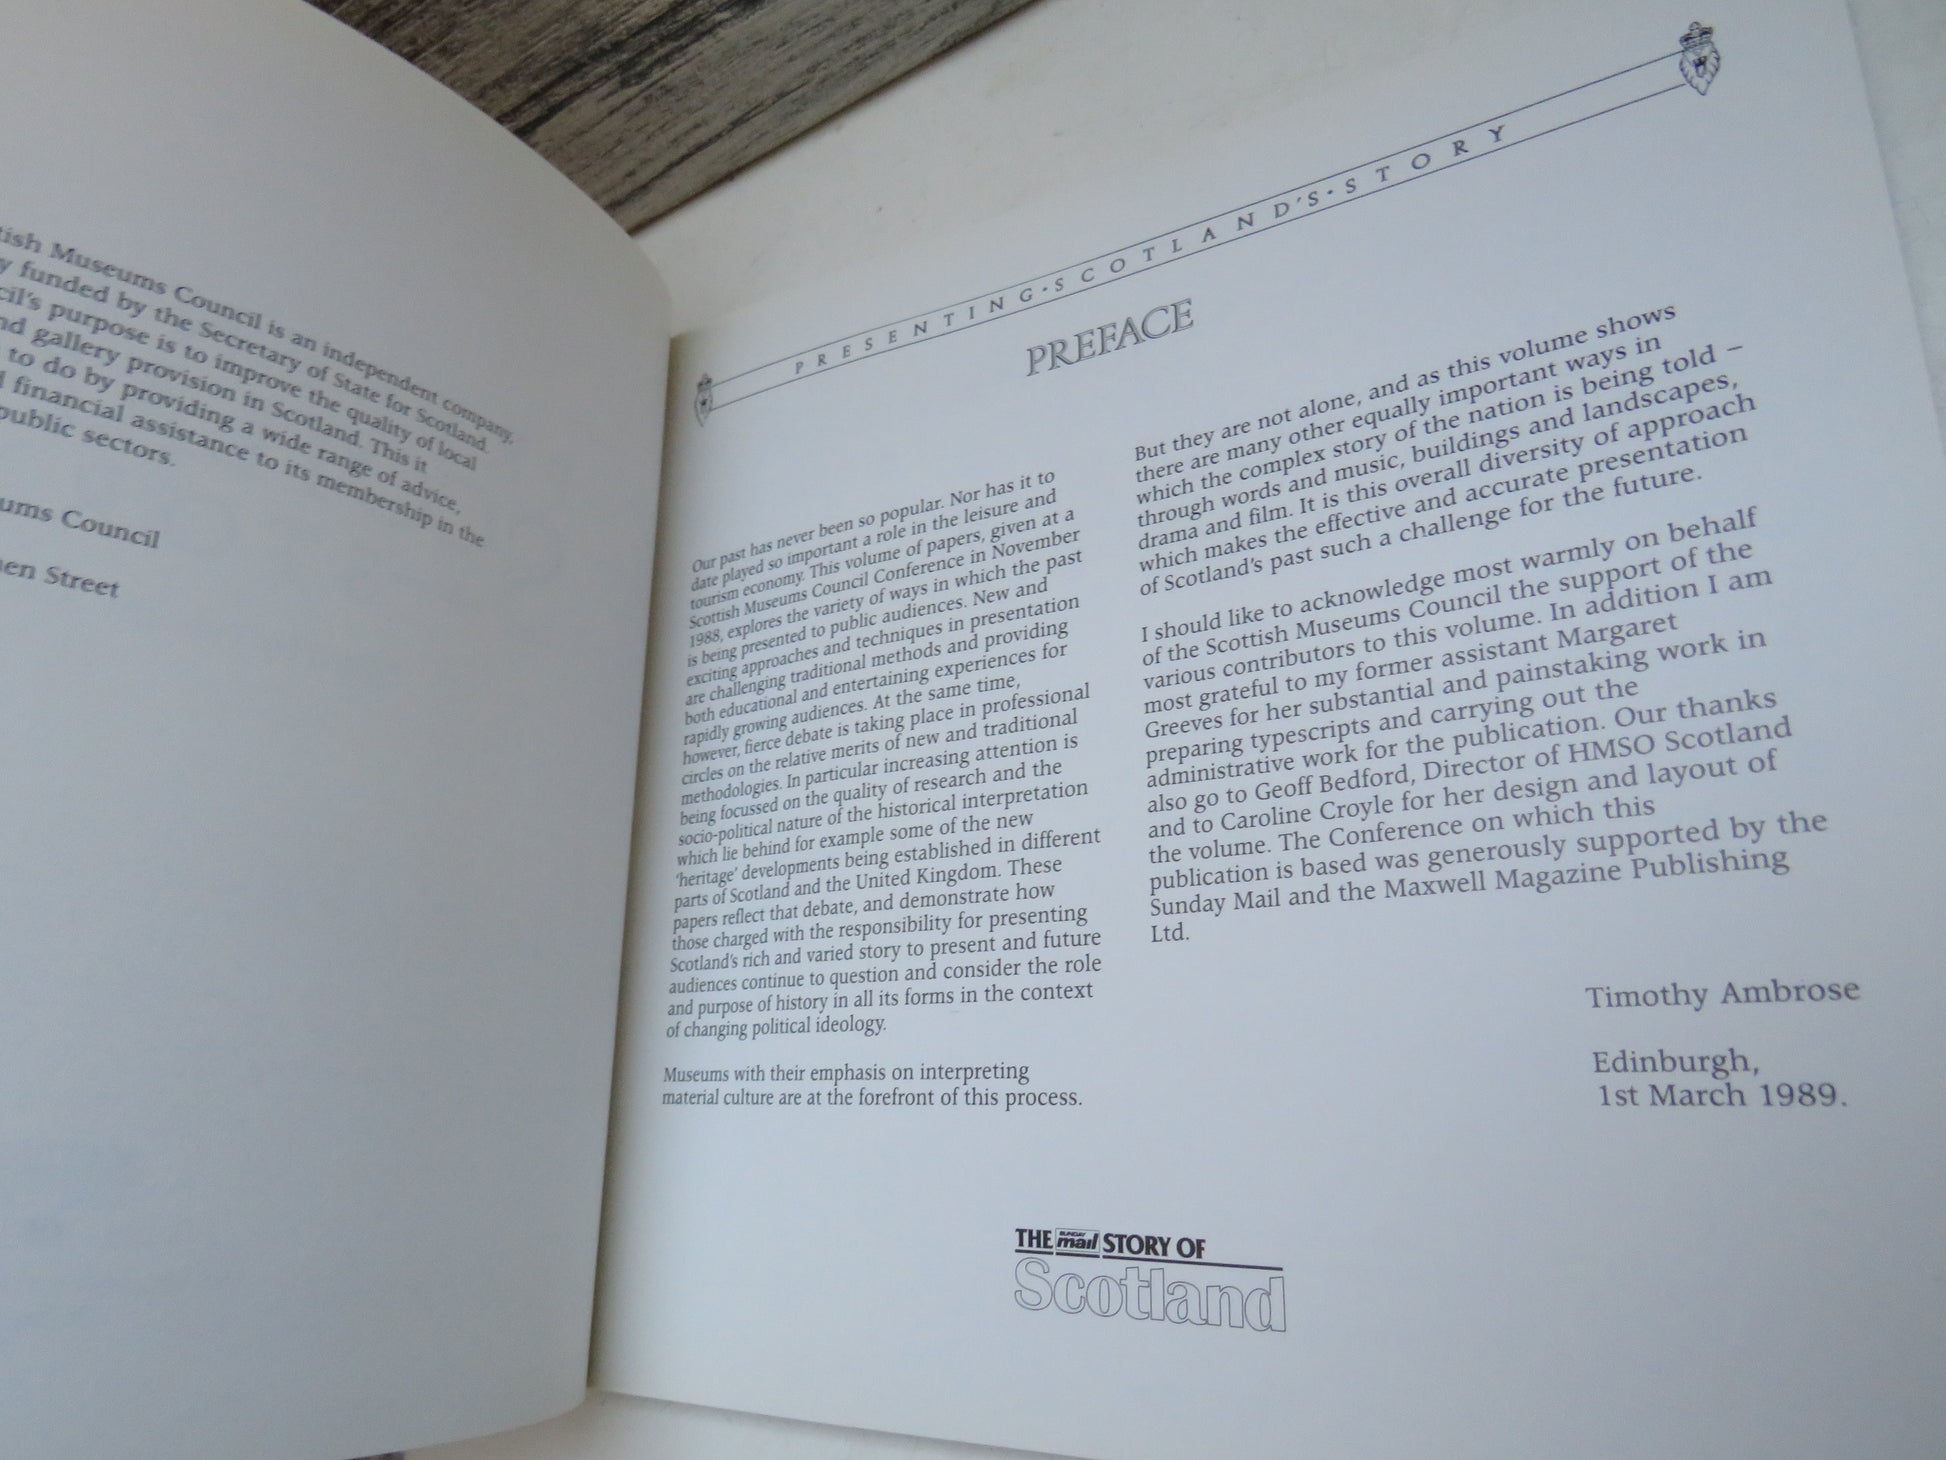 tish Museums Council is an independent company,
y funded by the Secretary of State for Scotland.
cil's purpose is to improve the quality of local
nd gallery provision in Scotland. This it
to do by providing a wide range of advice,
l financial assistance to its membership in the
public sectors.
ums Council
en Street
PRESENTING·SCOTLAND'S·STORY
PREFACE
Our past has never been so popular. Nor has it to
date played so important a role in the leisure and
tourism economy. This volume of papers, given at a
Scottish Museums Council Conference in November
1988, explores the variety of ways in which the past
is being presented to public audiences. New and
exciting approaches and techniques in presentation
are challenging traditional methods and providing
both educational and entertaining experiences for
rapidly growing audiences. At the same time,
however, fierce debate is taking place in professional
circles on the relative merits of new and traditional
methodologies. In particular increasing attention is
being focussed on the quality of research and the
socio-political nature of the historical interpretation
which lie behind for example some of the new
'heritage' developments being established in different
parts of Scotland and the United Kingdom. These
papers reflect that debate, and demonstrate how
those charged with the responsibility for presenting
Scotland's rich and varied story to present and future
audiences continue to question and consider the role
and purpose of history in all its forms in the context
of changing political ideology.
Museums with their emphasis on interpreting
material culture are at the forefront of this process.
But they are not alone, and as this volume shows
there are many other equally important ways in
which the complex story of the nation is being told –
through words and music, buildings and landscapes,
drama and film. It is this overall diversity of approach
which makes the effective and accurate presentation
of Scotland's past such a challenge for the future.
I should like to acknowledge most warmly on behalf
of the Scottish Museums Council the support of the
various contributors to this volume. In addition I am
most grateful to my former assistant Margaret
Greeves for her substantial and painstaking work in
preparing typescripts and carrying out the
administrative work for the publication. Our thanks
also go to Geoff Bedford, Director of HMSO Scotland
and to Caroline Croyle for her design and layout of
the volume. The Conference on which this
publication is based was generously supported by the
Sunday Mail and the Maxwell Magazine Publishing
Ltd.
Timothy Ambrose
Edinburgh,
1st March 1989.
THE SUNDAY mail STORY OF
Scotland